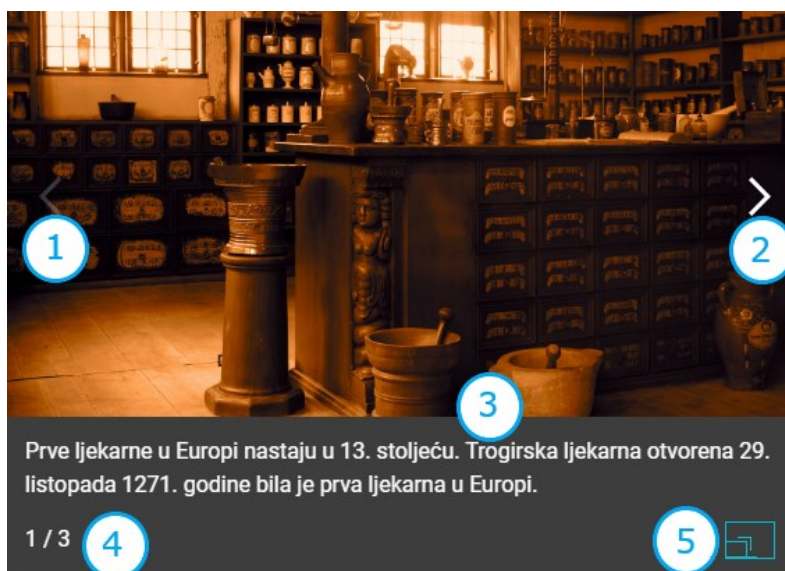 1
2
3
Prve ljekarne u Europi nastaju u 13. stoljeću. Trogirska ljekarna otvorena 29.
listopada 1271. godine bila je prva ljekarna u Europi.
1 / 3
4
5